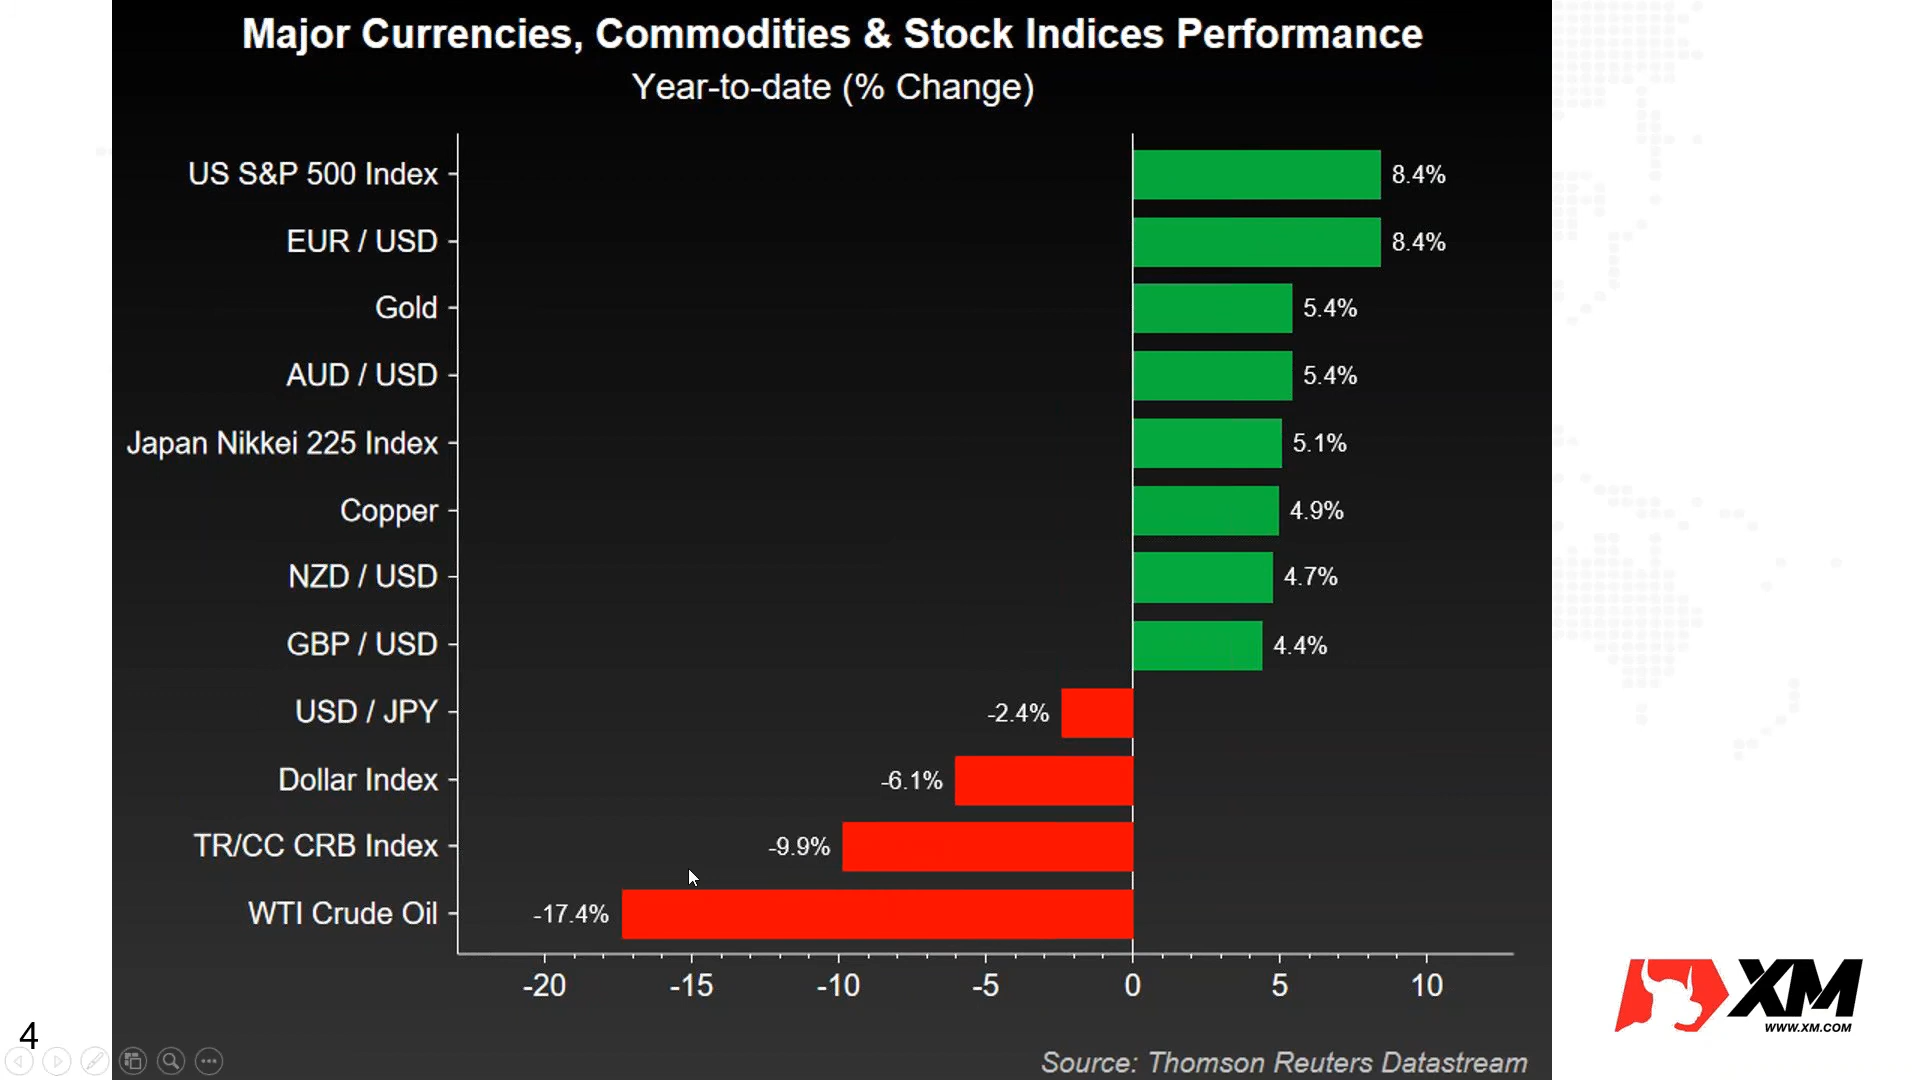 Major Currencies, Commodities & Stock Indices Performance
Year-to-date (% Change)
US S&P 500 Index 8.4%
EUR / USD 8.4%
Gold 5.4%
AUD / USD 5.4%
Japan Nikkei 225 Index 5.1%
Copper 4.9%
NZD / USD 4.7%
GBP / USD 4.4%
USD / JPY -2.4%
Dollar Index -6.1%
TR/CC CRB Index -9.9%
WTI Crude Oil -17.4%
-20 -15 -10 -5 0 5 10
Source: Thomson Reuters Datastream
XM
WWW.XM.COM
4